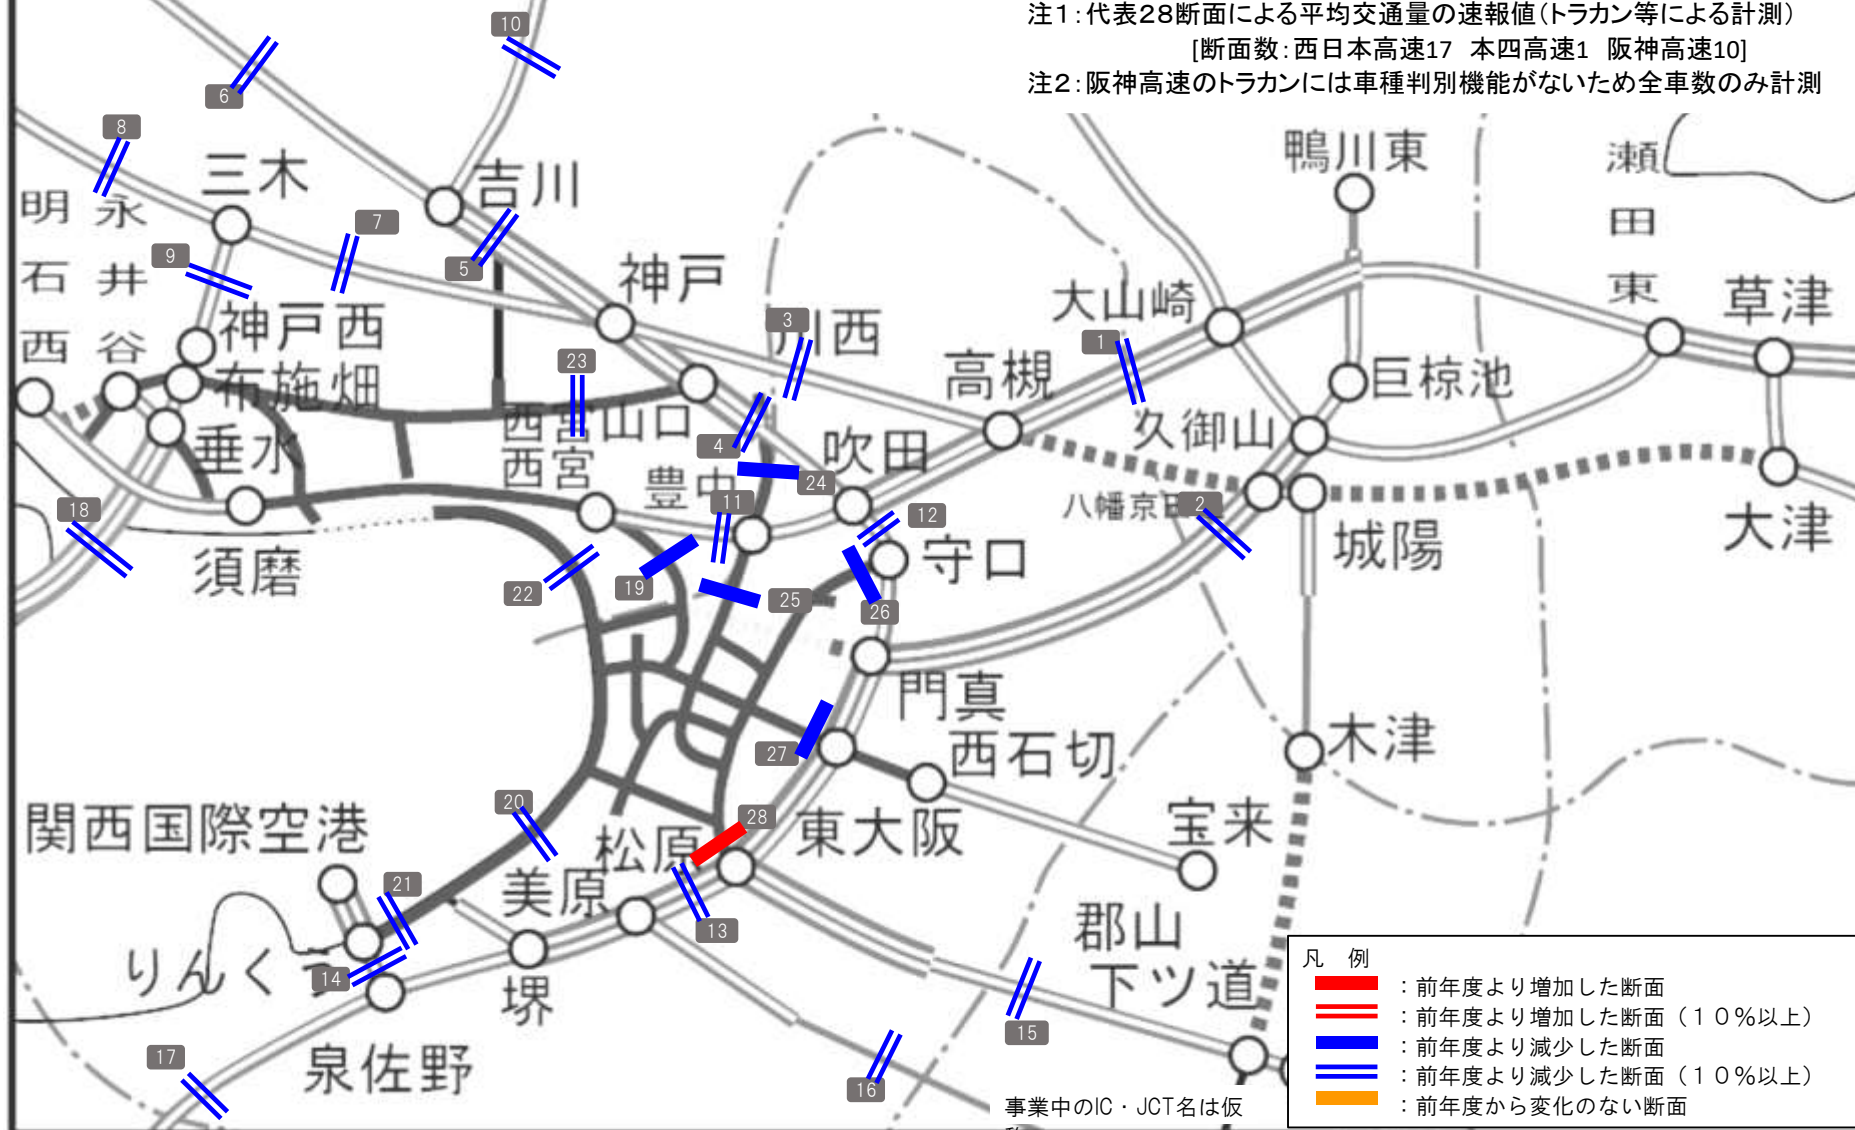 注1：代表28断面による平均交通量の速報値（トラカン等による計測）
[断面数：西日本高速17 本四高速1 阪神高速10]
注2：阪神高速のトラカンには車種判別機能がないため全車数のみ計測
10
6
8
三木
吉川
鴨川東
瀬田東
明石西
永井谷
7
9
5
神戸
大山崎
草津
神戸西
3
川西
1
布施畑
23
高槻
巨椋池
西宮山口
久御山
垂水
4
吹田
西宮
豊中
24
八幡京田
2
18
11
12
城陽
大津
須磨
守口
22
19
25
26
門真
27
西石切
木津
関西国際空港
20
松原
28
東大阪
宝来
21
美原
13
郡山
りんくう
14
堺
下ツ道
15
17
泉佐野
16
事業中のIC・JCT名は仮
凡 例
：前年度より増加した断面
：前年度より増加した断面（１０％以上）
：前年度より減少した断面
：前年度より減少した断面（１０％以上）
：前年度から変化のない断面